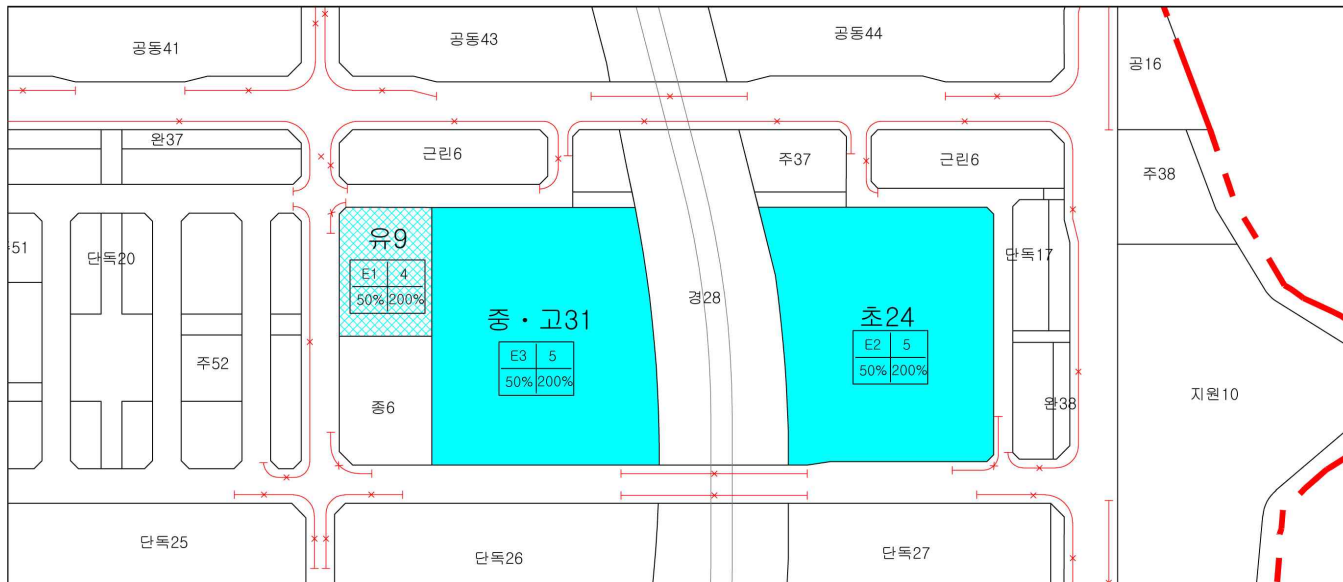 공동41
공동43
공동44
공16
완37
근린6
주37
근린6
주38
51
단독20
유9
E1 4
50% 200%
단독17
경28
중·고31
E3 5
50% 200%
초24
E2 5
50% 200%
주52
종6
완38
지원10
단독25
단독26
단독27